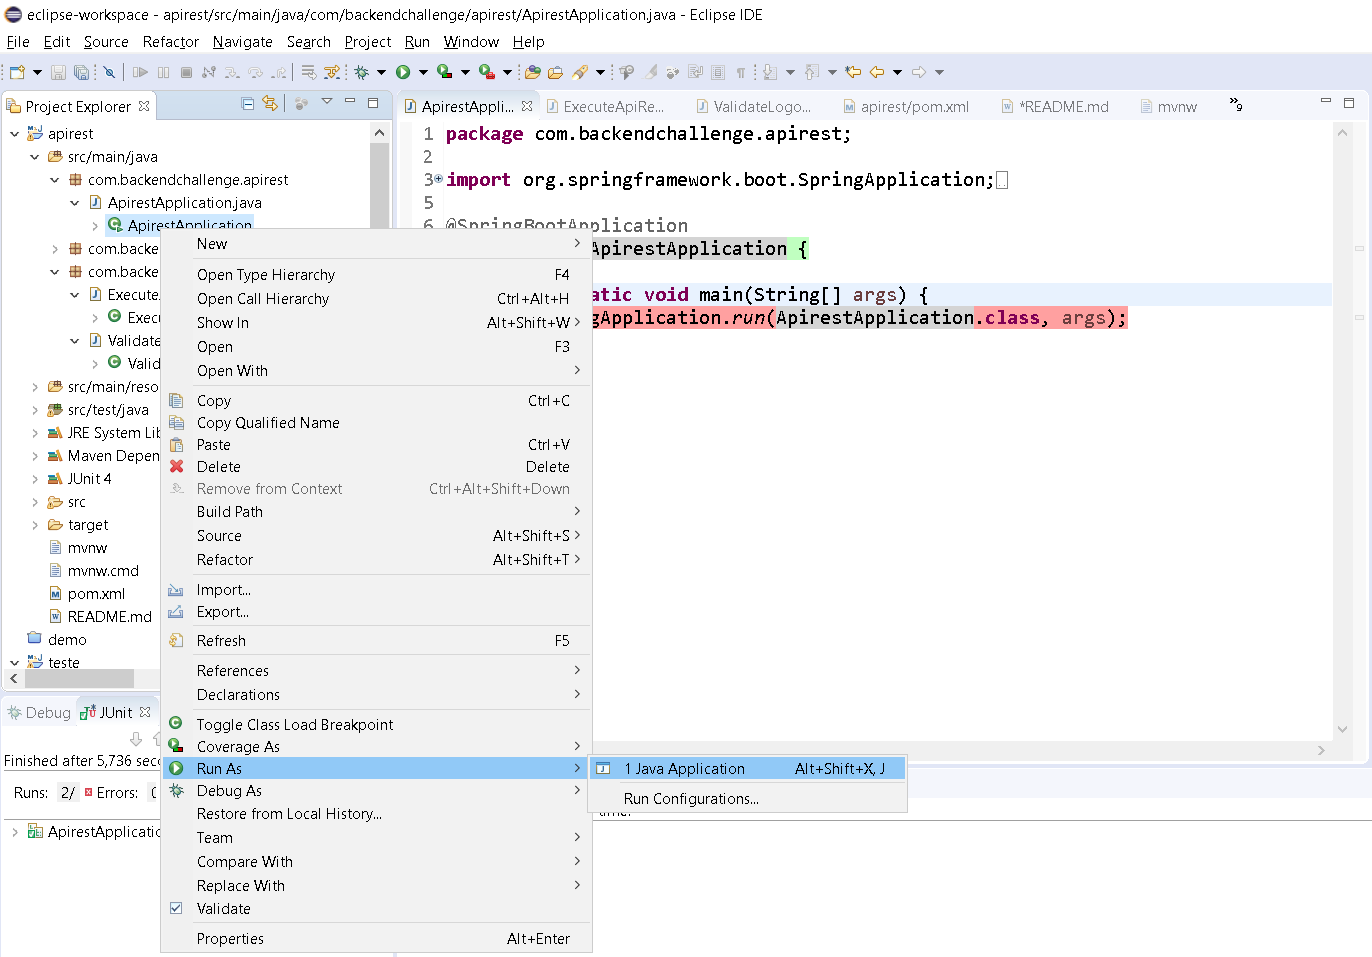 eclipse-workspace - apirest/src/main/java/com/backendchallenge/apirest/ApirestApplication.java - Eclipse IDE
File Edit Source Refactor Navigate Search Project Run Window Help
Project Explorer
apirest
src/main/java
com.backendchallenge.apirest
ApirestApplication.java
ApirestApplication
com.backe
com.backe
Execute
Execu
Validate
Valid
src/main/reso
src/test/java
JRE System Lib
Maven Depen
JUnit 4
src
target
mvnw
mvnw.cmd
pom.xml
README.md
demo
teste
Debug JUnit
Finished after 5,736 seco
Runs: 2/ Errors:
ApirestApplicatio
ApirestAppli... ExecuteApiRe... ValidateLogo... apirest/pom.xml *README.md mvnw »9
1 package com.backendchallenge.apirest;
2
3 import org.springframework.boot.SpringApplication;
5
6 @SpringBootApplication
ApirestApplication {
atic void main(String[] args) {
gApplication.run(ApirestApplication.class, args);
New
Open Type Hierarchy F4
Open Call Hierarchy Ctrl+Alt+H
Show In Alt+Shift+W
Open F3
Open With
Copy Ctrl+C
Copy Qualified Name
Paste Ctrl+V
Delete Delete
Remove from Context Ctrl+Alt+Shift+Down
Build Path
Source Alt+Shift+S
Refactor Alt+Shift+T
Import...
Export...
Refresh F5
References
Declarations
Toggle Class Load Breakpoint
Coverage As
Run As
Debug As
Restore from Local History...
Team
Compare With
Replace With
Validate
Properties Alt+Enter
1 Java Application Alt+Shift+X, J
Run Configurations...